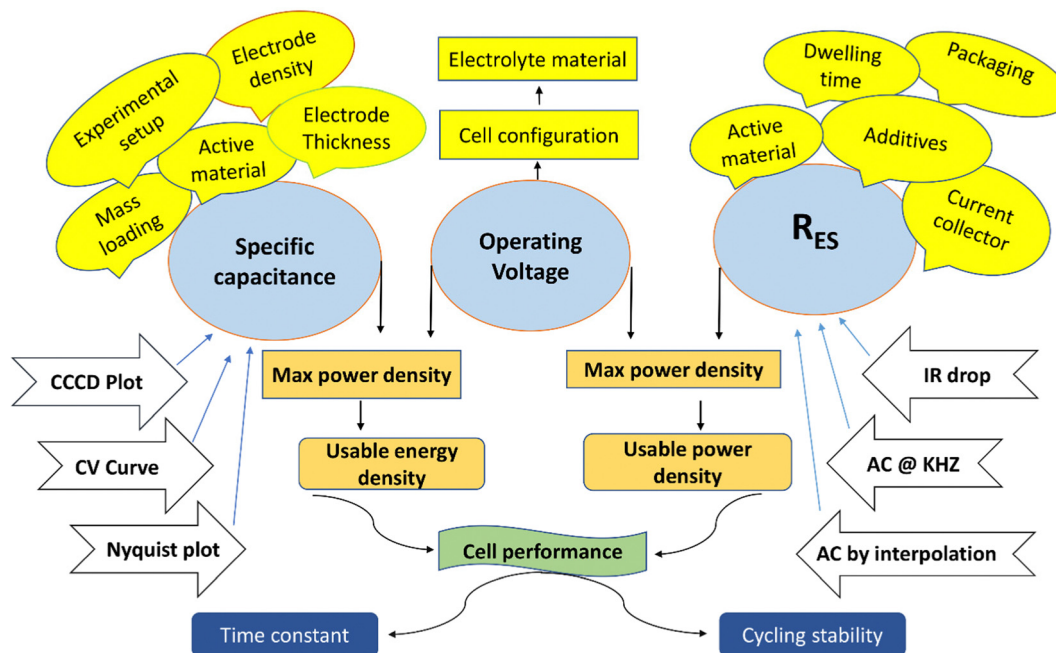 Electrode
density
Experimental
setup
Electrode
Thickness
Active
material
Mass
loading
Specific
capacitance
Electrolyte material
Cell configuration
Operating
Voltage
Dwelling
time
Packaging
Active
material
Additives
Current
collector
RES
CCCD Plot
CV Curve
Nyquist plot
Max power density
Usable energy
density
Max power density
Usable power
density
IR drop
AC @ KHZ
AC by interpolation
Cell performance
Time constant
Cycling stability